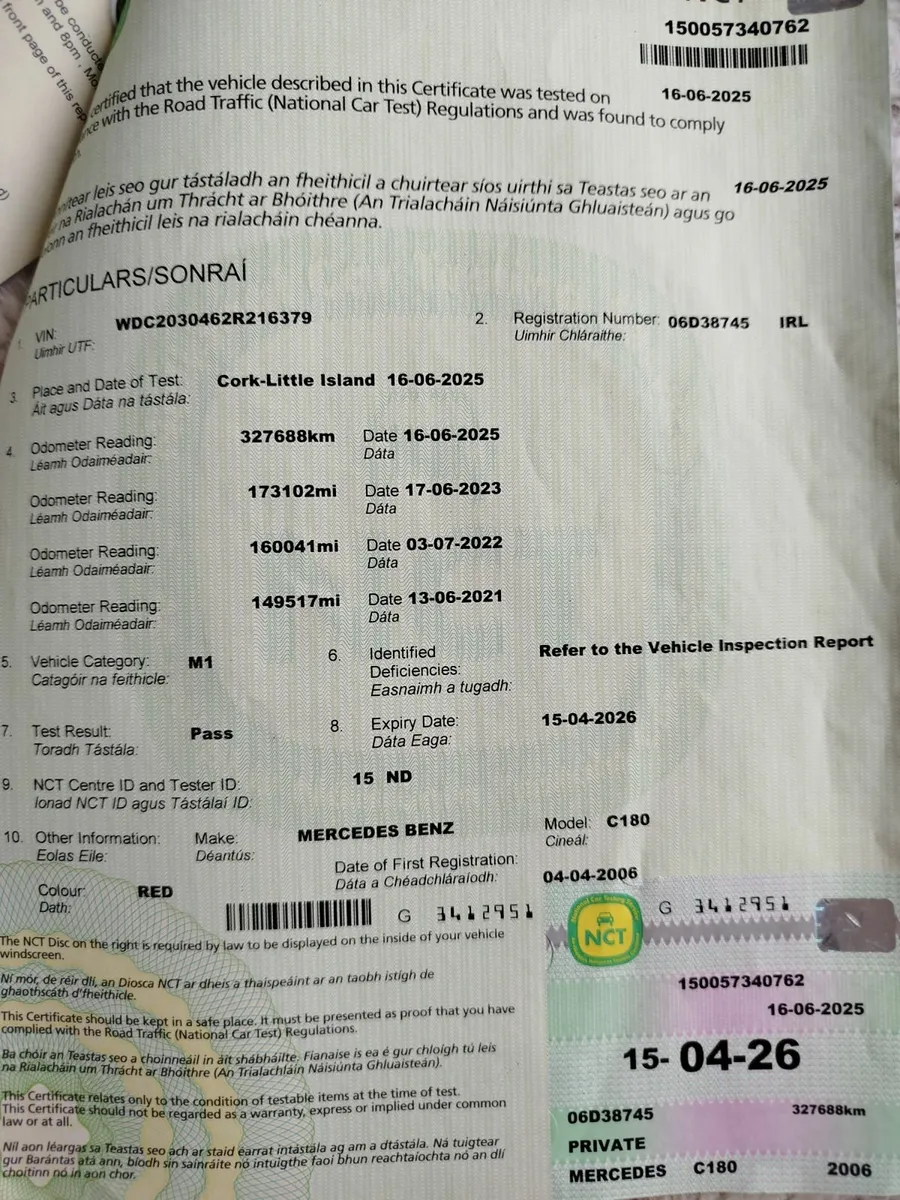 150057340762
certified that the vehicle described in this Certificate was tested on 16-06-2025
with the Road Traffic (National Car Test) Regulations and was found to comply
leis seo gur tástáladh an fheithicil a chuirtear síos uirthi sa Teastas seo ar an 16-06-2025
na Rialachán um Thrácht ar Bhóithre (An Trialacháin Náisiúnta Ghluaisteán) agus go
an fheithicil leis na rialacháin chéanna.
PARTICULARS/SONRAÍ
1. VIN: WDC2030462R216379 2. Registration Number: 06D38745 IRL
Uimhir UTF: Uimhir Chláraithe:
3. Place and Date of Test: Cork-Little Island 16-06-2025
Áit agus Dáta na tástála:
4. Odometer Reading: 327688km Date 16-06-2025
Léamh Odaiméadair: Dáta
Odometer Reading: 173102mi Date 17-06-2023
Léamh Odaiméadair: Dáta
Odometer Reading: 160041mi Date 03-07-2022
Léamh Odaiméadair: Dáta
Odometer Reading: 149517mi Date 13-06-2021
Léamh Odaiméadair: Dáta
5. Vehicle Category: M1 6. Identified Deficiencies: Refer to the Vehicle Inspection Report
Catagóir na feithicle: Easnaimh a tugadh:
7. Test Result: Pass 8. Expiry Date: 15-04-2026
Toradh Tástála: Dáta Eaga:
9. NCT Centre ID and Tester ID: 15 ND
Ionad NCT ID agus Tástálaí ID:
10. Other Information: Make: MERCEDES BENZ Model: C180
Eolas Eile: Déantús: Cineál:
Date of First Registration: 04-04-2006
Dáta a Chéadchláraíodh:
Colour: RED
Dath:
G 3412951
The NCT Disc on the right is required by law to be displayed on the inside of your vehicle
windscreen.
Ní mór, de réir dlí, an Diosca NCT ar dheis a thaispeáint ar an taobh istigh de
ghaothscáth d'fheithicle.
This Certificate should be kept in a safe place. It must be presented as proof that you have
complied with the Road Traffic (National Car Test) Regulations.
Ba chóir an Teastas seo a choinneáil in áit shábháilte. Fianaise is ea é gur chloígh tú leis
na Rialacháin um Thrácht ar Bhóithre (An Trialachláin Náisiúnta Ghluaisteán).
This Certificate relates only to the condition of testable items at the time of test.
This Certificate should not be regarded as a warranty, express or implied under common
law or at all.
Níl aon léargas sa Teastas seo ach ar staid earraí intástála ag am a dtástála. Ná tuigtear
gur Barántas atá ann, bíodh sin sainráite nó intuigthe faoi bhun reachtaíochta nó an dlí
choitinn nó in aon chor.
G 3412951
NCT
150057340762
16-06-2025
15-04-26
06D38745 327688km
PRIVATE
MERCEDES C180 2006
be conducte
and 8pm, Mo
front page of this rep